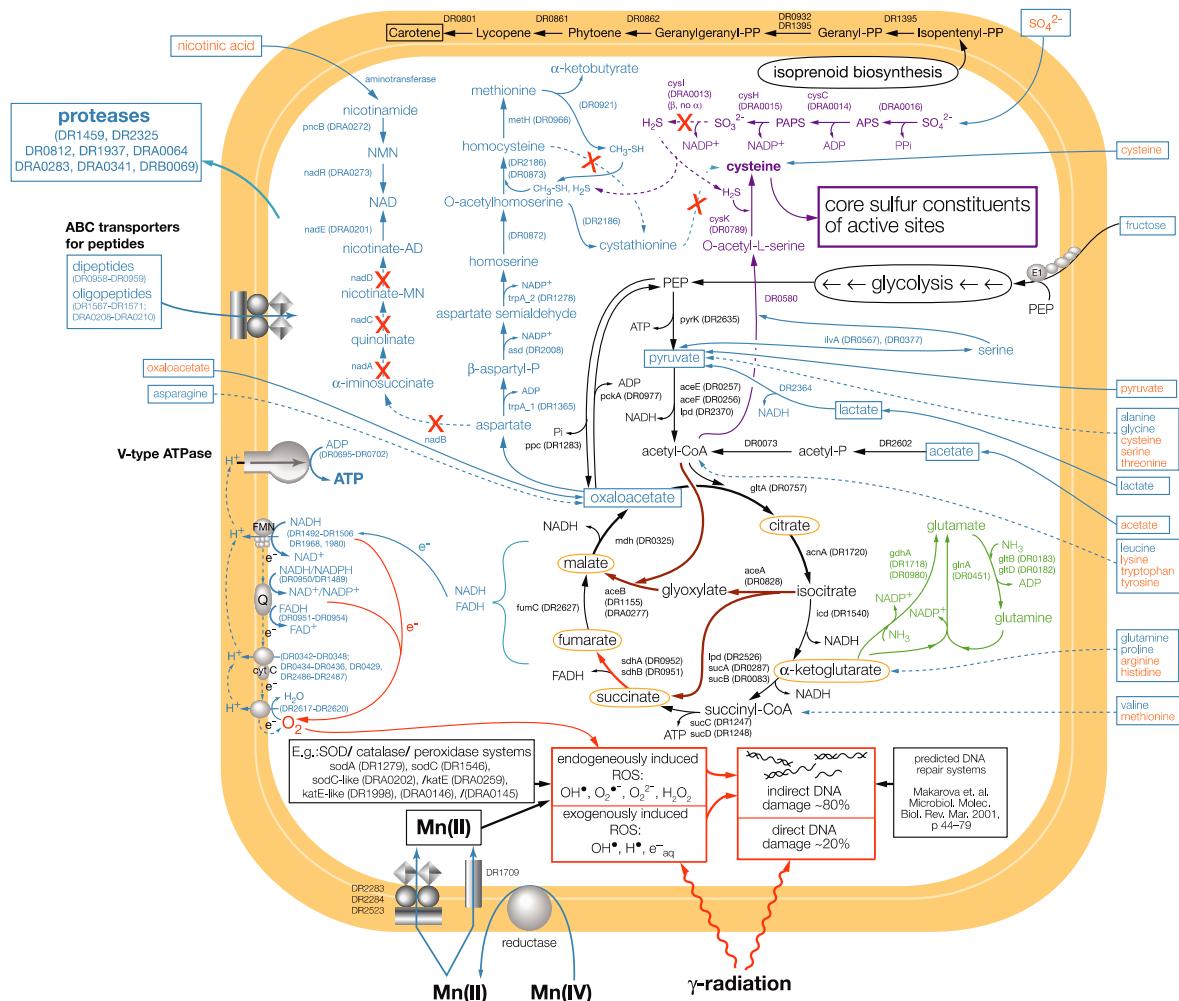 DR0801
DR0861
DR0862
DR0932
DR1395
DR1395
Carotene
Lycopene
Phytoene
Geranylgeranyl-PP
Geranyl-PP
Isopentenyl-PP
isoprenoid biosynthesis
SO₄²⁻
nicotinic acid
aminotransferase
nicotinamide
pncB (DRA0272)
NMN
nadR (DRA0273)
NAD
nadE (DRA0201)
nicotinate-AD
nadD
nicotinate-MN
nadC
quinolinate
nadA
α-iminosuccinate
nadB
proteases
(DR1459, DR2325
DR0812, DR1937, DRA0064
DRA0283, DRA0341, DRB0069)
ABC transporters
for peptides
dipeptides
(DR0958–DR0959)
oligopeptides
(DR1567–DR1571;
DRA0208–DRA0210)
oxaloacetate
asparagine
α-ketobutyrate
methionine
(DR0921)
metH (DR0966)
CH₃-SH
homocysteine
(DR2186)
(DR0873)
CH₃-SH, H₂S
O-acetylhomoserine
(DR2186)
cystathionine
(DR0872)
homoserine
NADP⁺
trpA_2 (DR1278)
aspartate semialdehyde
NADP⁺
asd (DR2008)
β-aspartyl-P
ADP
trpA_1 (DR1365)
aspartate
cysI
(DRA0013)
(β, no α)
cysH
(DRA0015)
cysC
(DRA0014)
(DRA0016)
H₂S
SO₃²⁻
PAPS
APS
SO₄²⁻
NADP⁺
NADP⁺
ADP
PPi
cysteine
H₂S
cysK
(DR0789)
O-acetyl-L-serine
core sulfur constituents
of active sites
DR0580
cysteine
fructose
E1
PEP
glycolysis
PEP
ATP
pyrK (DR2635)
pyruvate
ilvA (DR0567), (DR0377)
serine
ADP
pckA (DR0977)
NADH
aceE (DR0257)
aceF (DR0256)
lpd (DR2370)
DR2364
NADH
lactate
Pi
ppc (DR1283)
acetyl-CoA
DR0073
acetyl-P
DR2602
acetate
pyruvate
alanine
glycine
cysteine
serine
threonine
lactate
acetate
leucine
lysine
tryptophan
tyrosine
glutamine
proline
arginine
histidine
valine
methionine
V-type ATPase
H⁺
ADP
(DR0695-DR0702)
ATP
FMN
H⁺
NADH
(DR1492–DR1506
DR1968, 1980)
NAD⁺
e⁻
NADH/NADPH
(DR0950/DR1489)
NAD⁺/NADP⁺
Q
FADH
(DR0951–DR0954)
FAD⁺
e⁻
H⁺
cyt C
(DR0342–DR0348;
DR0434–DR0436, DR0429,
DR2486–DR2487)
e⁻
H⁺
H₂O
(DR2617–DR2620)
e⁻
O₂
e⁻
e⁻
NADH
FADH
oxaloacetate
gltA (DR0757)
citrate
acnA (DR1720)
isocitrate
icd (DR1540)
NADH
α-ketoglutarate
NADH
lpd (DR2526)
sucA (DR0287)
sucB (DR0083)
succinyl-CoA
ATP
sucC (DR1247)
sucD (DR1248)
succinate
FADH
sdhA (DR0952)
sdhB (DR0951)
fumarate
fumC (DR2627)
malate
NADH
mdh (DR0325)
aceB
(DR1155)
(DRA0277)
glyoxylate
aceA
(DR0828)
glutamate
gdhA
(DR1718)
(DR0980)
glnA
(DR0451)
NH₃
gltB (DR0183)
gltD (DR0182)
ADP
NADP⁺
NADP⁺
NH₃
glutamine
E.g.:SOD/ catalase/ peroxidase systems
sodA (DR1279), sodC (DR1546),
sodC-like (DRA0202), /katE (DRA0259),
katE-like (DR1998), (DRA0146), /(DRA0145)
Mn(II)
endogeneously induced
ROS:
OH•, O₂•⁻, O₂²⁻, H₂O₂
exogenously induced
ROS:
OH•, H•, e⁻aq
indirect DNA
damage ~80%
direct DNA
damage ~20%
predicted DNA
repair systems
Makarova et. al.
Microbiol. Molec.
Biol. Rev. Mar. 2001,
p 44–79
DR2283
DR2284
DR2523
DR1709
reductase
Mn(II)
Mn(IV)
γ-radiation